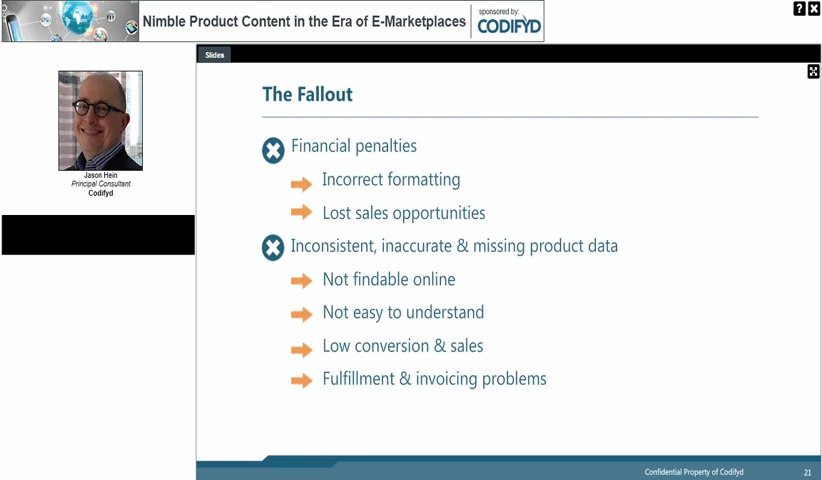 Nimble Product Content in the Era of E-Marketplaces
sponsored by:
CODIFYD
?
Slides
Jason Hein
Principal Consultant
Codifyd
The Fallout
Financial penalties
Incorrect formatting
Lost sales opportunities
Inconsistent, inaccurate & missing product data
Not findable online
Not easy to understand
Low conversion & sales
Fulfillment & invoicing problems
Confidential Property of Codifyd
21